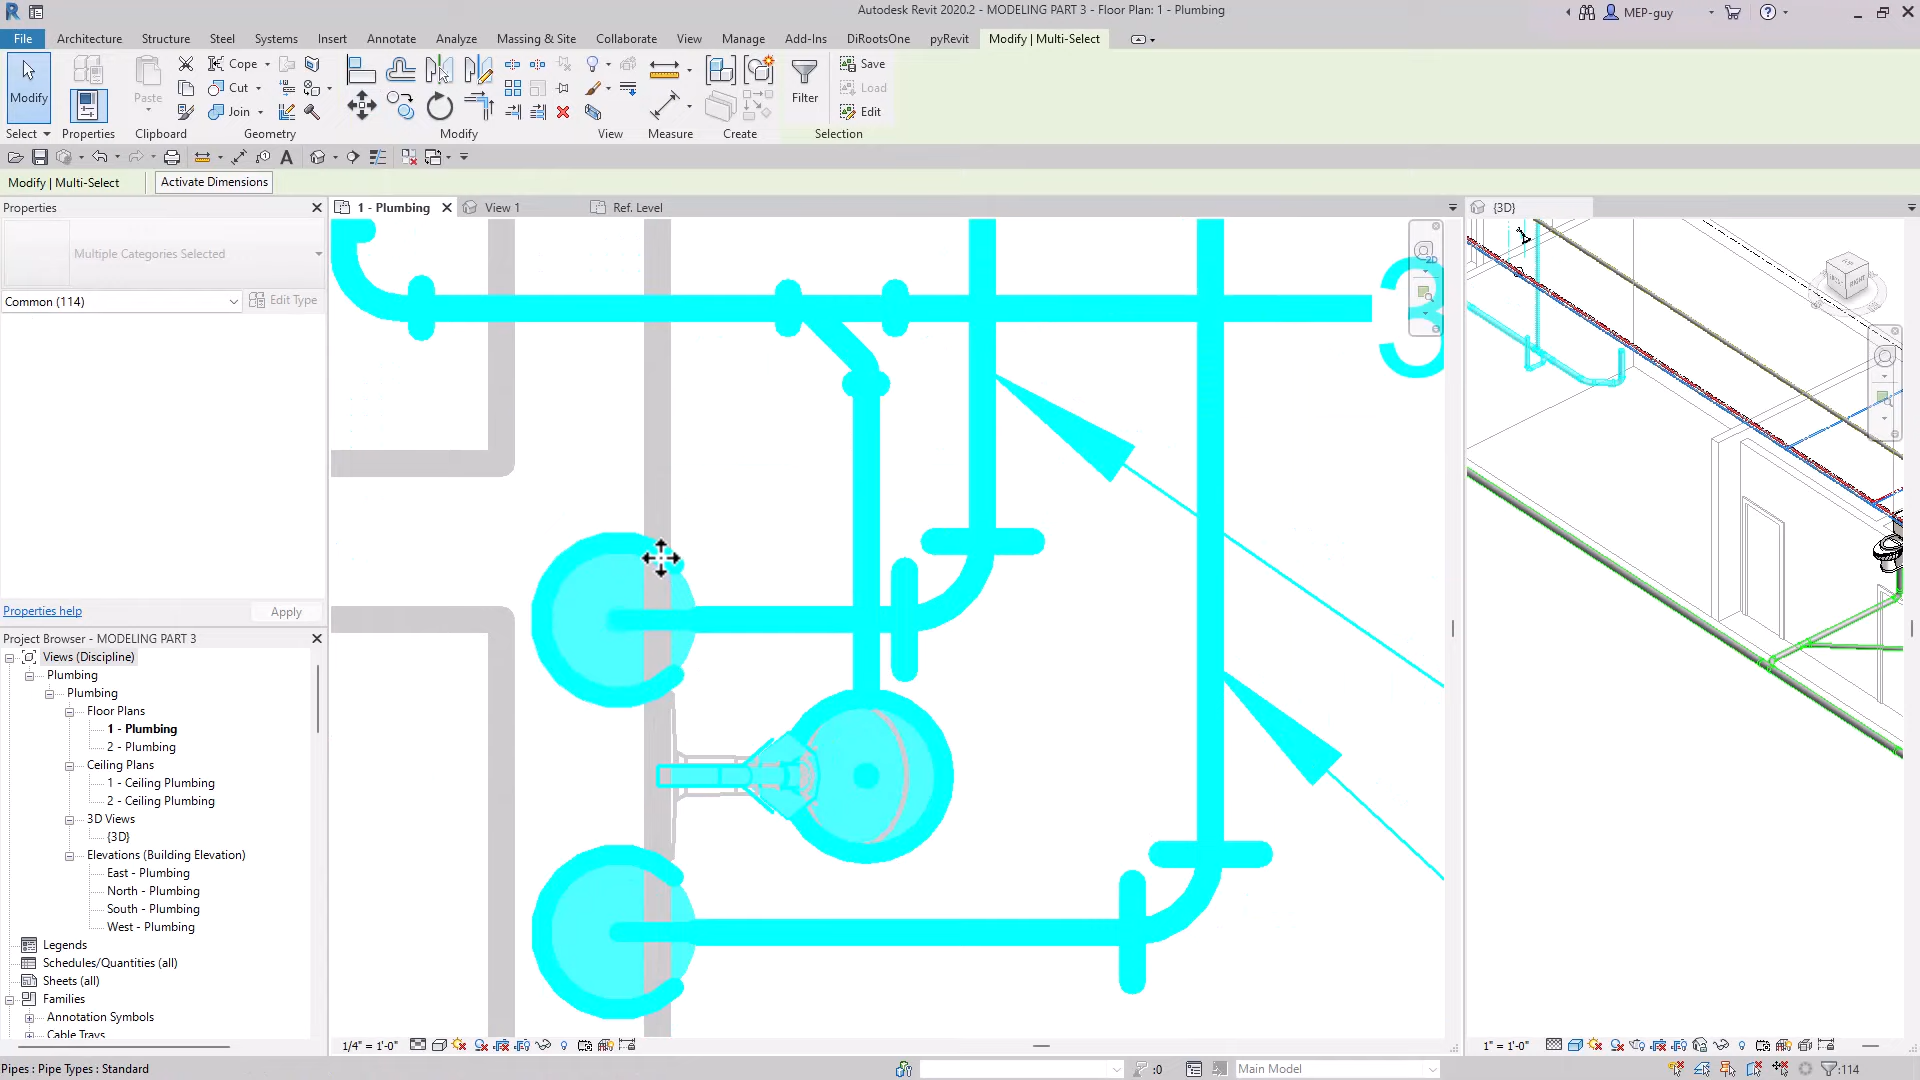 Autodesk Revit 2020.2 - MODELING PART 3 - Floor Plan: 1 - Plumbing
MEP-guy
File Architecture Structure Steel Systems Insert Annotate Analyze Massing & Site Collaborate View Manage Add-Ins DiRootsOne pyRevit Modify | Multi-Select
Modify Paste Cope Cut Join Filter Save Load Edit
Select Properties Clipboard Geometry Modify View Measure Create Selection
Modify | Multi-Select Activate Dimensions
Properties
1 - Plumbing View 1 Ref. Level {3D}
Multiple Categories Selected
Common (114) Edit Type
2D
3
Properties help Apply
Project Browser - MODELING PART 3
Views (Discipline)
Plumbing
Plumbing
Floor Plans
1 - Plumbing
2 - Plumbing
Ceiling Plans
1 - Ceiling Plumbing
2 - Ceiling Plumbing
3D Views
{3D}
Elevations (Building Elevation)
East - Plumbing
North - Plumbing
South - Plumbing
West - Plumbing
Legends
Schedules/Quantities (all)
Sheets (all)
Families
Annotation Symbols
Cable Trays
1/4" = 1'-0"
1" = 1'-0"
Pipes : Pipe Types : Standard
:0
Main Model
:114